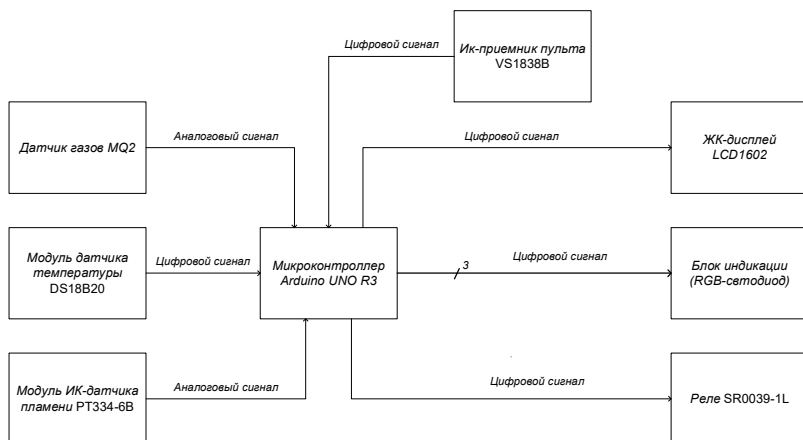 Цифровой сигнал
Ик-приемник пульта
VS1838B
Датчик газов MQ2
Аналоговый сигнал
Цифровой сигнал
ЖК-дисплей
LCD1602
Модуль датчика
температуры
DS18B20
Цифровой сигнал
Микроконтроллер
Arduino UNO R3
3
Цифровой сигнал
Блок индикации
(RGB-светодиод)
Модуль ИК-датчика
пламени PT334-6B
Аналоговый сигнал
Цифровой сигнал
Реле SR0039-1L